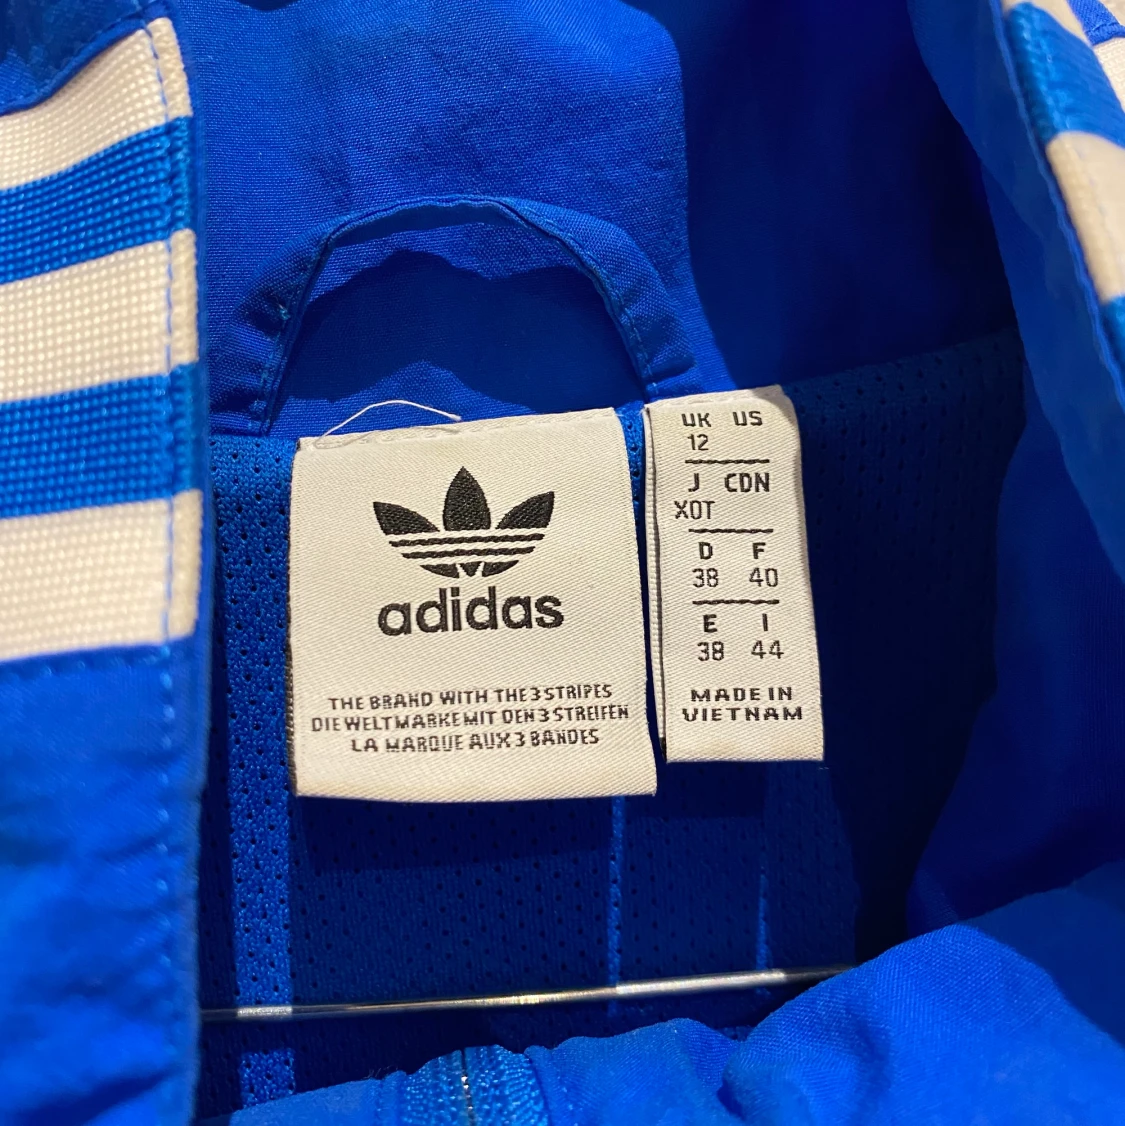 adidas
THE BRAND WITH THE 3 STRIPES
DIE WELTMARKE MIT DEN 3 STREIFEN
LA MARQUE AUX 3 BANDES
UK US
12
J CDN
XOT
D F
38 40
E I
38 44
MADE IN
VIETNAM